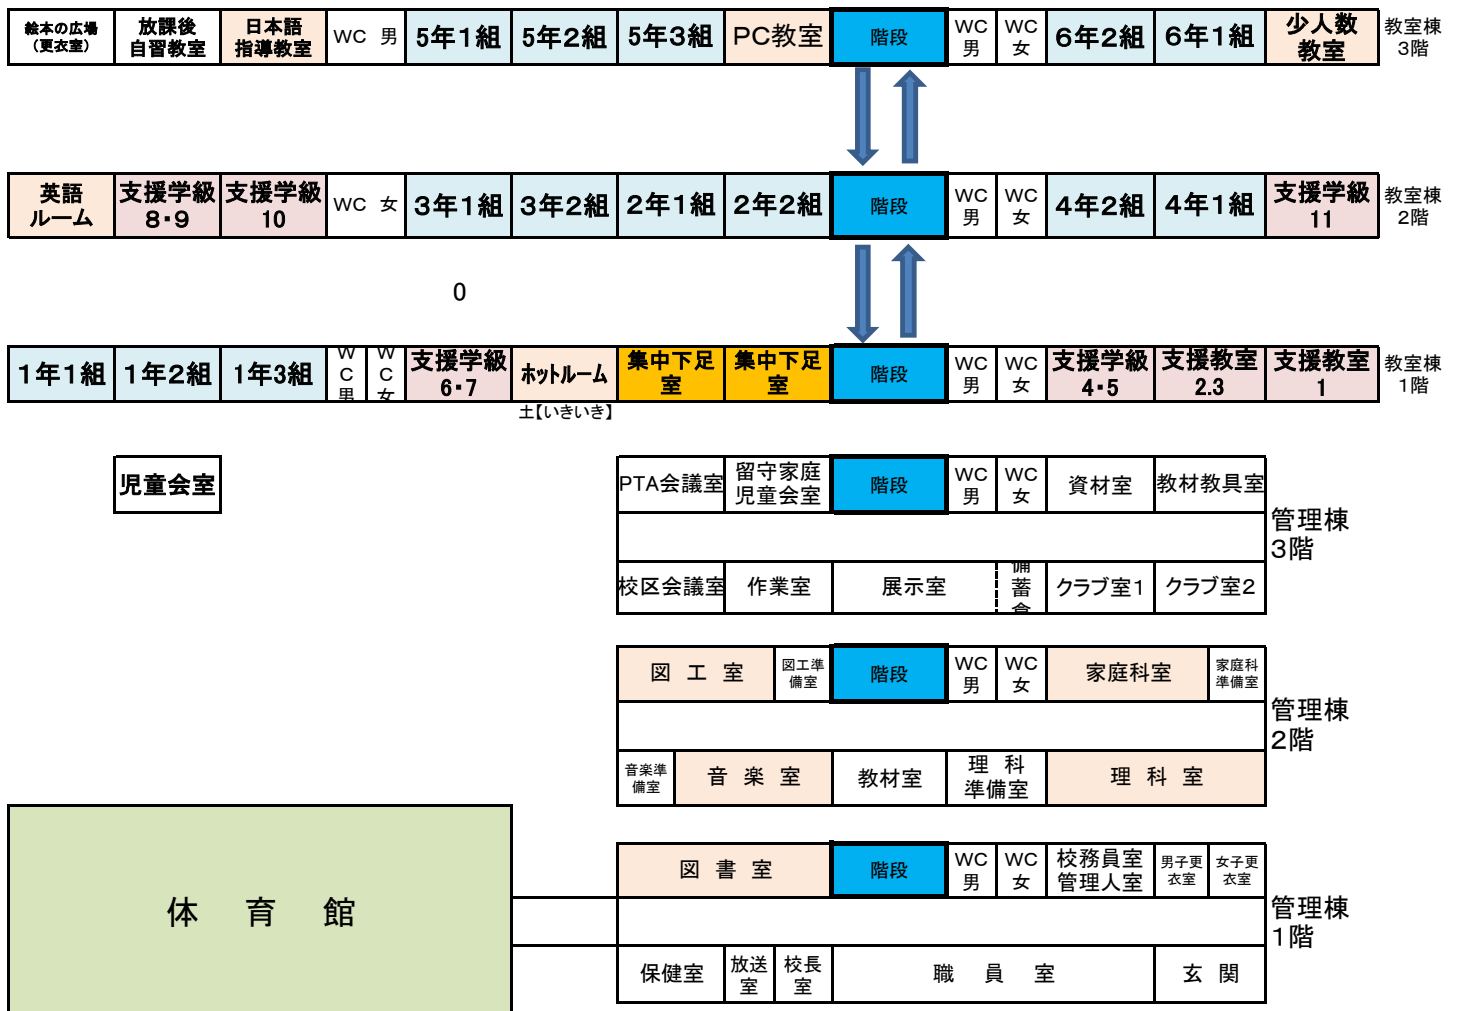 絵本の広場
（更衣室）
放課後
自習教室
日本語
指導教室
WC 男
5年１組
５年２組
５年３組
PC教室
階段
WC
男
WC
女
６年２組
６年１組
少人数
教室
教室棟
３階
英語
ルーム
支援学級
８・９
支援学級
10
WC 女
３年１組
３年２組
２年１組
２年２組
階段
WC
男
WC
女
４年２組
４年１組
支援学級
11
教室棟
２階
0
１年１組
１年２組
1年3組
WC
男
WC
女
支援学級
6・7
ホットルーム
集中下足
室
集中下足
室
階段
WC
男
WC
女
支援学級
4・5
支援教室
2.3
支援教室
1
教室棟
１階
土【いきいき】
児童会室
PTA会議室
留守家庭
児童会室
階段
WC
男
WC
女
資材室
教材教具室
管理棟
３階
校区会議室
作業室
展示室
備
蓄
倉
クラブ室１
クラブ室２
図 工 室
図工準
備室
階段
WC
男
WC
女
家庭科室
家庭科
準備室
管理棟
２階
音楽準
備室
音 楽 室
教材室
理 科
準備室
理 科 室
体 育 館
図 書 室
階段
WC
男
WC
女
校務員室
管理人室
男子更
衣室
女子更
衣室
管理棟
１階
保健室
放送
室
校長
室
職 員 室
玄 関